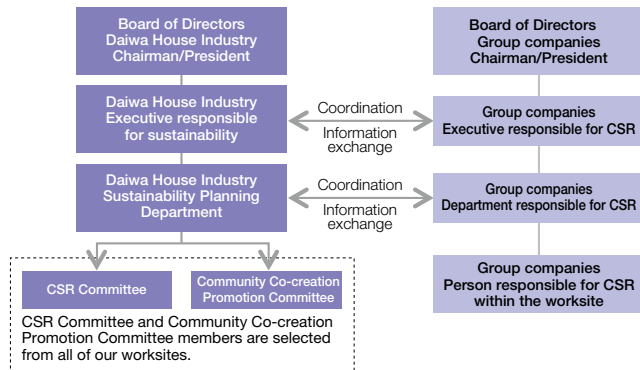 Board of Directors
Daiwa House Industry
Chairman/President
Daiwa House Industry
Executive responsible
for sustainability
Daiwa House Industry
Sustainability Planning
Department
CSR Committee
Community Co-creation
Promotion Committee
CSR Committee and Community Co-creation
Promotion Committee members are selected
from all of our worksites.
Coordination
Information
exchange
Coordination
Information
exchange
Board of Directors
Group companies
Chairman/President
Group companies
Executive responsible for CSR
Group companies
Department responsible for CSR
Group companies
Person responsible for CSR
within the worksite